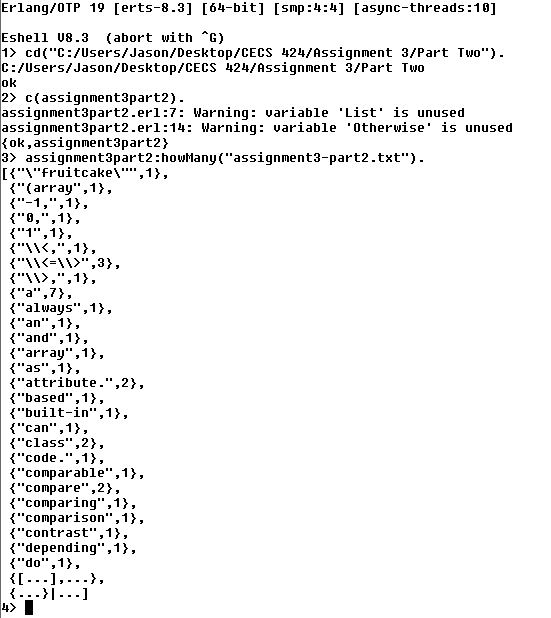 Erlang/OTP 19 [erts-8.3] [64-bit] [smp:4:4] [async-threads:10]
Eshell V8.3  (abort with ^G)
1> cd("C:/Users/Jason/Desktop/CECS 424/Assignment 3/Part Two").
C:/Users/Jason/Desktop/CECS 424/Assignment 3/Part Two
ok
2> c(assignment3part2).
assignment3part2.erl:7: Warning: variable 'List' is unused
assignment3part2.erl:14: Warning: variable 'Otherwise' is unused
{ok,assignment3part2}
3> assignment3part2:howMany("assignment3-part2.txt").
[{"\"fruitcake\"",1},
 {"(array",1},
 {"-1,",1},
 {"0,",1},
 {"1",1},
 {"\\<,",1},
 {"\\<=\\>",3},
 {"\\>,",1},
 {"a",7},
 {"always",1},
 {"an",1},
 {"and",1},
 {"array",1},
 {"as",1},
 {"attribute.",2},
 {"based",1},
 {"built-in",1},
 {"can",1},
 {"class",2},
 {"code.",1},
 {"comparable",1},
 {"compare",2},
 {"comparing",1},
 {"comparison",1},
 {"contrast",1},
 {"depending",1},
 {"do",1},
 {[...],...},
 {...}|...]
4>